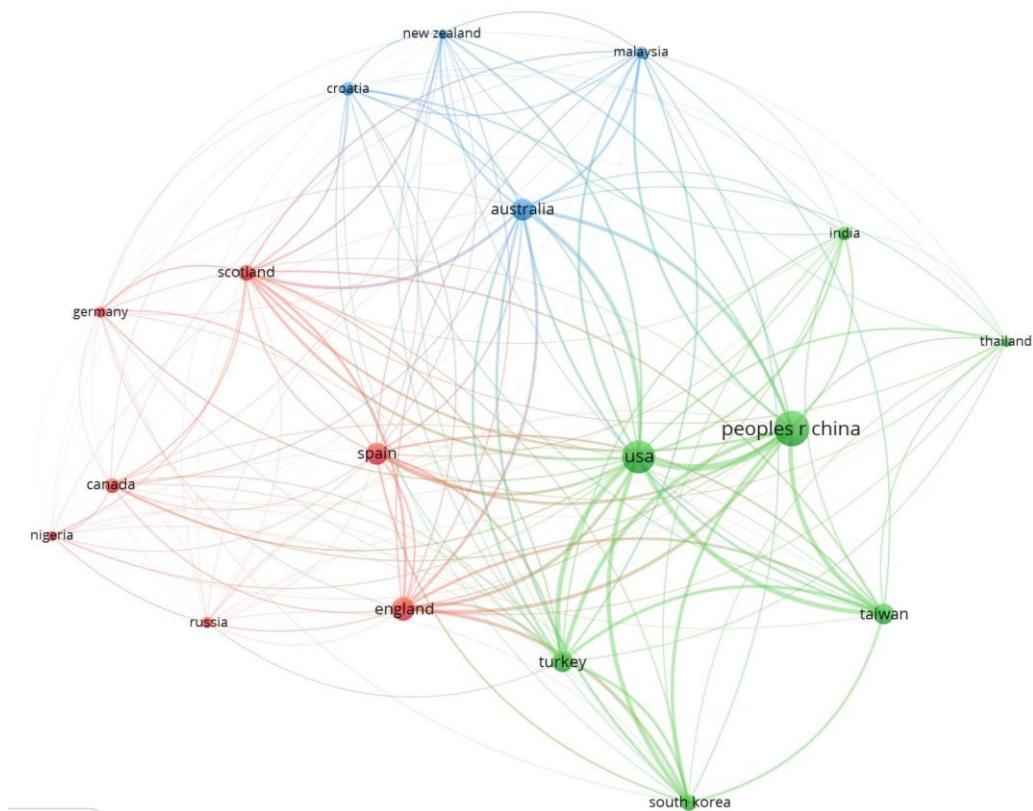 new zealand
malaysia
croatia
australia
india
scotland
germany
thailand
peoples r china
spain
usa
canada
nigeria
england
taiwan
russia
turkey
south korea